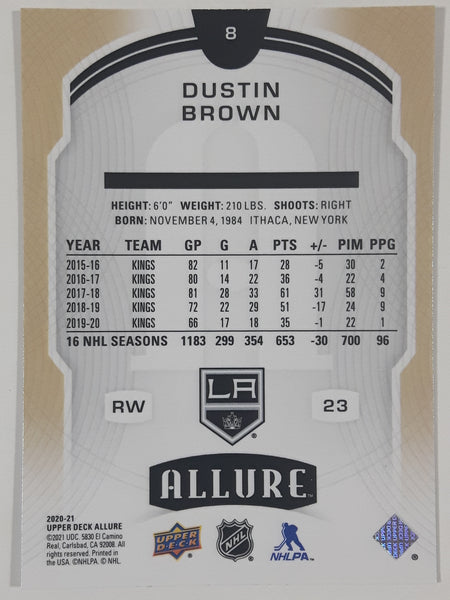 8
DUSTIN
BROWN
HEIGHT: 6'0" WEIGHT: 210 LBS. SHOOTS: RIGHT
BORN: NOVEMBER 4, 1984 ITHACA, NEW YORK
YEAR TEAM GP G A PTS +/- PIM PPG
2015-16 KINGS 82 11 17 28 -5 30 2
2016-17 KINGS 80 14 22 36 -4 22 4
2017-18 KINGS 81 28 33 61 31 58 9
2018-19 KINGS 72 22 29 51 -17 24 9
2019-20 KINGS 66 17 18 35 -1 22 1
16 NHL SEASONS 1183 299 354 653 -30 700 96
LA
RW 23
ALLURE™
2020-21
UPPER DECK ALLURE
©2021 UDC. 5830 El Camino
Real, Carlsbad, CA 92008. All
rights reserved. Printed in
the USA. ©NHLPA. © NHL.
UPPER DECK
NHL
NHLPA